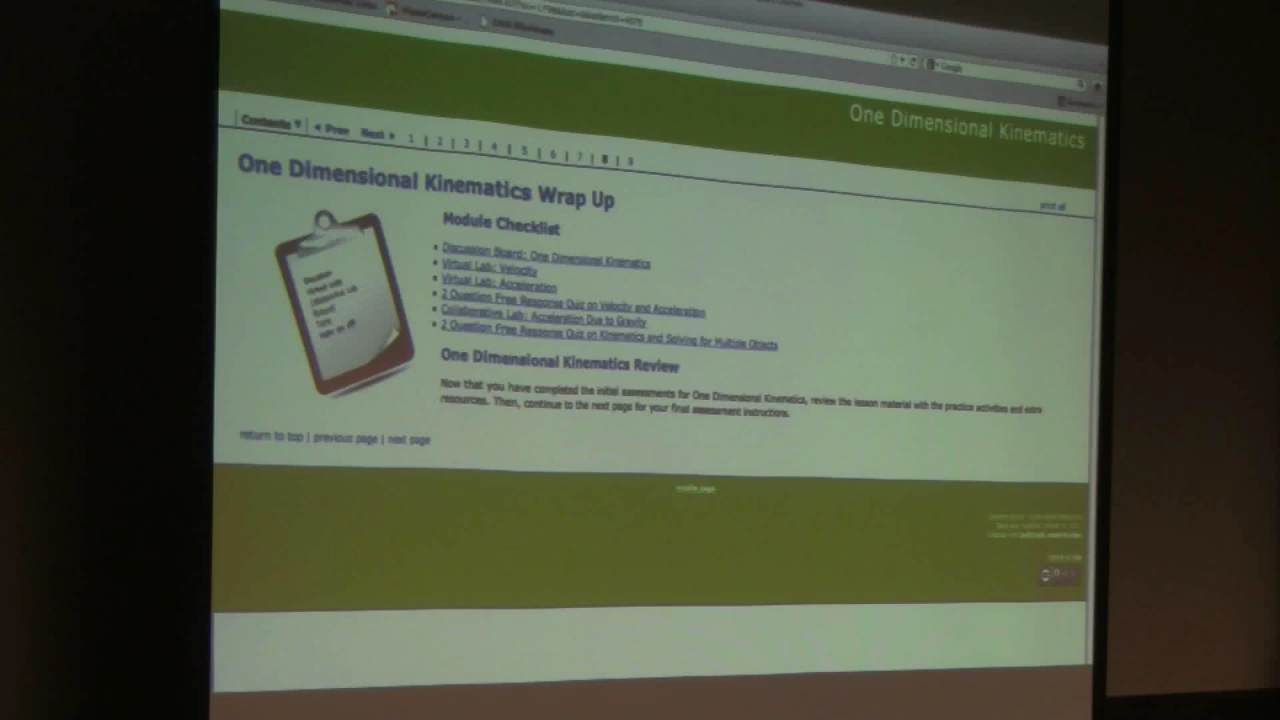 Google
One Dimensional Kinematics
Contents ▼ | ◄ Prev Next ► 1 | 2 | 3 | 4 | 5 | 6 | 7 | 8 | 9
print all
One Dimensional Kinematics Wrap Up
Module Checklist
• Discussion Board: One Dimensional Kinematics
• Virtual Lab: Velocity
• Virtual Lab: Acceleration
• 2 Question Free Response Quiz on Velocity and Acceleration
• Collaborative Lab: Acceleration Due to Gravity
• 2 Question Free Response Quiz on Kinematics and Solving for Multiple Objects
One Dimensional Kinematics Review
Now that you have completed the initial assessments for One Dimensional Kinematics, review the lesson material with the practice activities and extra
resources. Then, continue to the next page for your final assessment instructions.
return to top | previous page | next page
mobile page